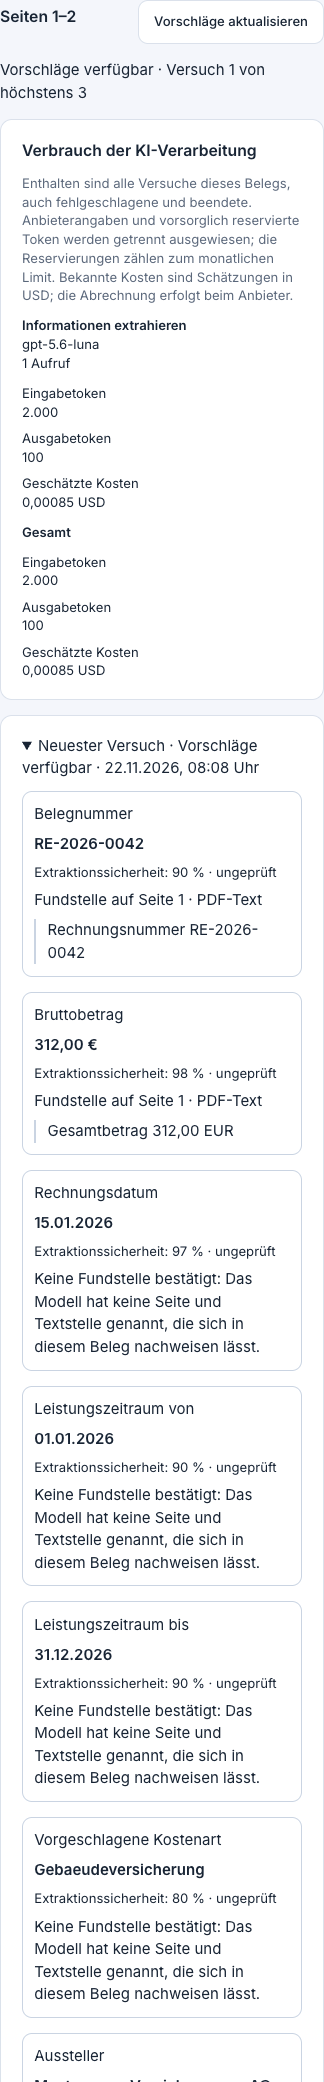 Seiten 1–2
Vorschläge aktualisieren
Vorschläge verfügbar · Versuch 1 von
höchstens 3
Verbrauch der KI-Verarbeitung
Enthalten sind alle Versuche dieses Belegs,
auch fehlgeschlagene und beendete.
Anbieterangaben und vorsorglich reservierte
Token werden getrennt ausgewiesen; die
Reservierungen zählen zum monatlichen
Limit. Bekannte Kosten sind Schätzungen in
USD; die Abrechnung erfolgt beim Anbieter.
Informationen extrahieren
gpt-5.6-luna
1 Aufruf
Eingabetoken
2.000
Ausgabetoken
100
Geschätzte Kosten
0,00085 USD
Gesamt
Eingabetoken
2.000
Ausgabetoken
100
Geschätzte Kosten
0,00085 USD
▼ Neuester Versuch · Vorschläge
verfügbar · 22.11.2026, 08:08 Uhr
Belegnummer
RE-2026-0042
Extraktionssicherheit: 90 % · ungeprüft
Fundstelle auf Seite 1 · PDF-Text
Rechnungsnummer RE-2026-
0042
Bruttobetrag
312,00 €
Extraktionssicherheit: 98 % · ungeprüft
Fundstelle auf Seite 1 · PDF-Text
Gesamtbetrag 312,00 EUR
Rechnungsdatum
15.01.2026
Extraktionssicherheit: 97 % · ungeprüft
Keine Fundstelle bestätigt: Das
Modell hat keine Seite und
Textstelle genannt, die sich in
diesem Beleg nachweisen lässt.
Leistungszeitraum von
01.01.2026
Extraktionssicherheit: 90 % · ungeprüft
Keine Fundstelle bestätigt: Das
Modell hat keine Seite und
Textstelle genannt, die sich in
diesem Beleg nachweisen lässt.
Leistungszeitraum bis
31.12.2026
Extraktionssicherheit: 90 % · ungeprüft
Keine Fundstelle bestätigt: Das
Modell hat keine Seite und
Textstelle genannt, die sich in
diesem Beleg nachweisen lässt.
Vorgeschlagene Kostenart
Gebaeudeversicherung
Extraktionssicherheit: 80 % · ungeprüft
Keine Fundstelle bestätigt: Das
Modell hat keine Seite und
Textstelle genannt, die sich in
diesem Beleg nachweisen lässt.
Aussteller